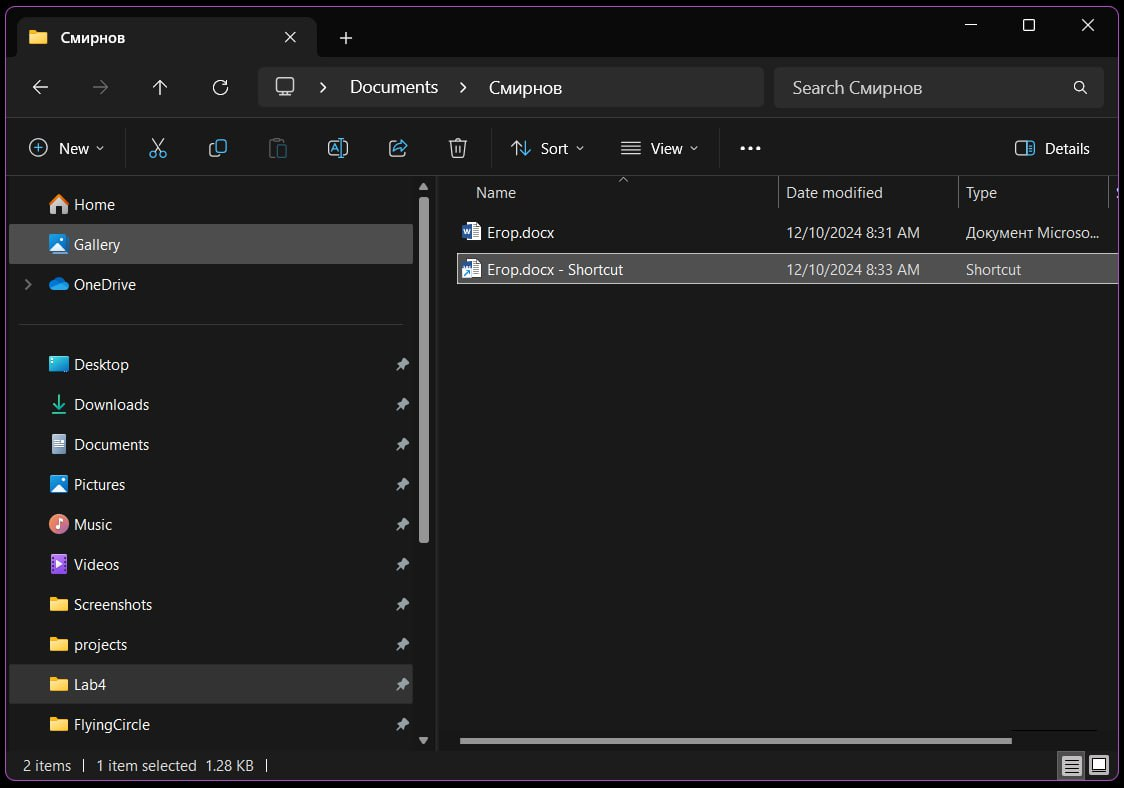 Смирнов
Documents
Смирнов
Search Смирнов
New
Sort
View
Details
Home
Gallery
OneDrive
Desktop
Downloads
Documents
Pictures
Music
Videos
Screenshots
projects
Lab4
FlyingCircle
Name Date modified Type
Егор.docx 12/10/2024 8:31 AM Документ Microso...
Егор.docx - Shortcut 12/10/2024 8:33 AM Shortcut
2 items 1 item selected 1.28 KB